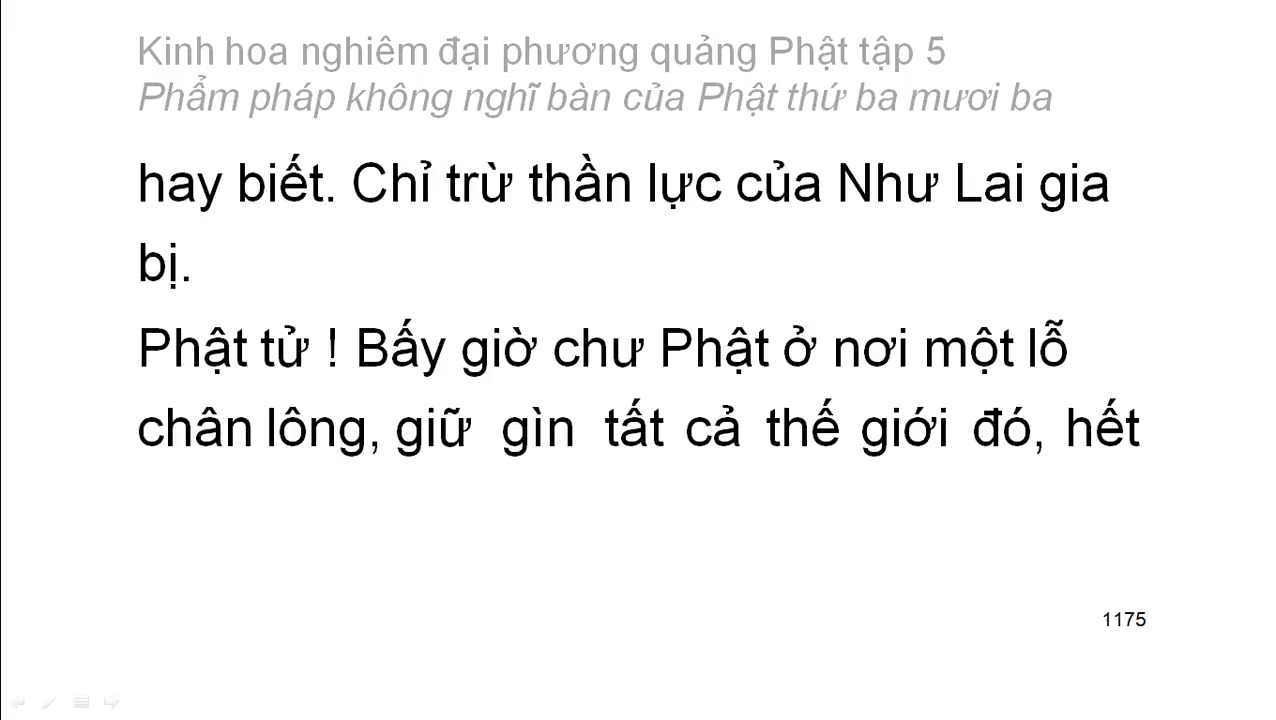 Kinh hoa nghiêm đại phương quảng Phật tập 5
Phẩm pháp không nghĩ bàn của Phật thứ ba mươi ba
hay biết. Chỉ trừ thần lực của Như Lai gia
bị.
Phật tử ! Bấy giờ chư Phật ở nơi một lỗ
chân lông, giữ gìn tất cả thế giới đó, hết
1175